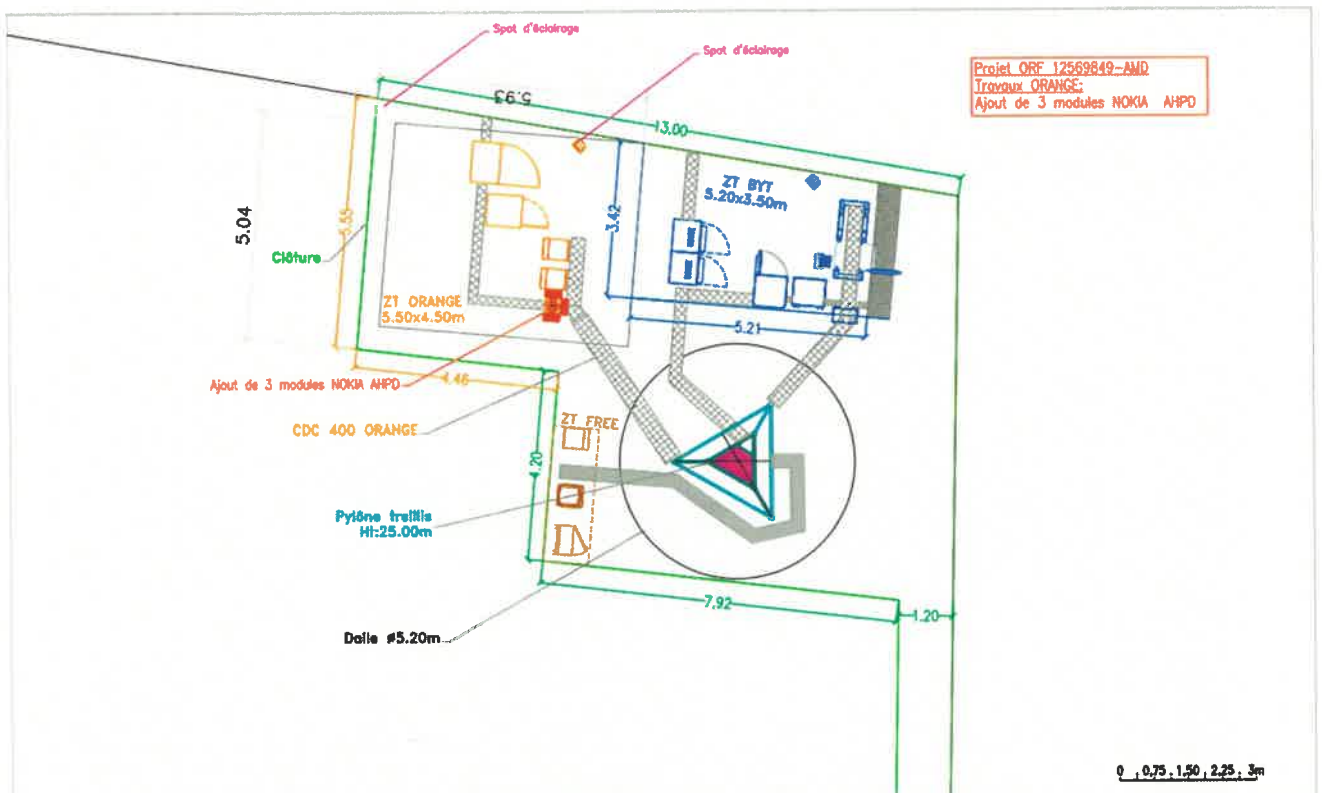 Spot d'éclairage
Spot d'éclairage
Projet ORF 12569849-AMD
Travaux ORANGE:
Ajout de 3 modules NOKIA AHPD
5.93
13.00
ZT BYT
5.20x3.50m
3.42
5.04
5.55
Clôture
ZT ORANGE
5.50x4.50m
5.21
Ajout de 3 modules NOKIA AHPD
4.46
CDC 400 ORANGE
ZT FREE
4.20
Pylône treillis
Ht:25.00m
7.92
1.20
Dalle ø5.20m
0 0,75 1,50 2,25 3m